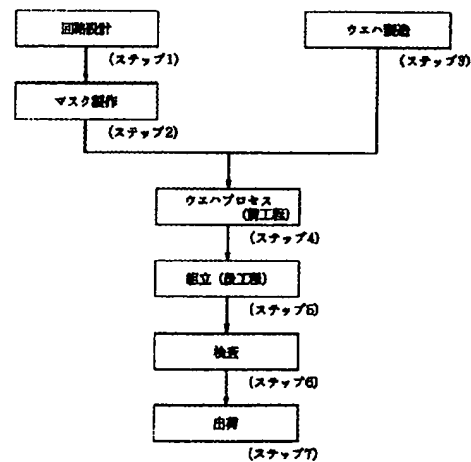 回路設計
(ステップ1)
ウエハ製造
(ステップ3)
マスク製作
(ステップ2)
ウエハプロセス
(前工程)
(ステップ4)
組立(後工程)
(ステップ5)
検査
(ステップ6)
出荷
(ステップ7)